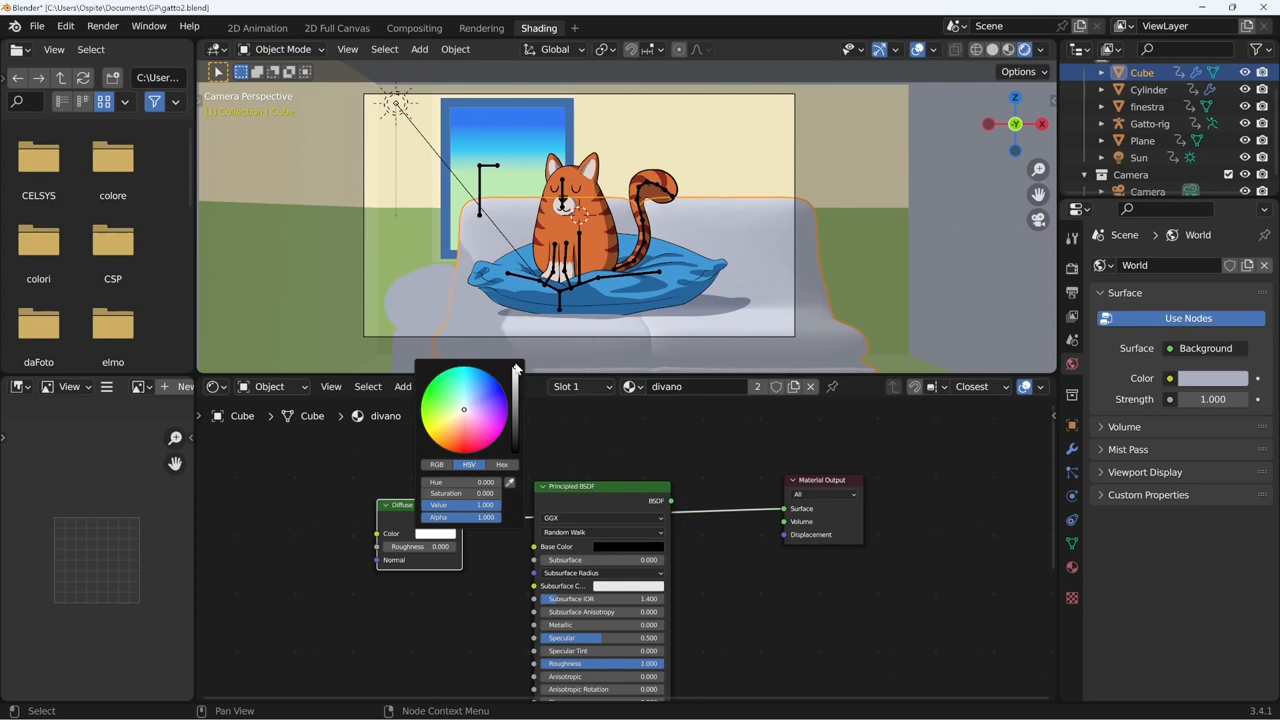 Blender* [C:\Users\Ospite\Documents\GP\gatto2.blend]
File Edit Render Window Help 2D Animation 2D Full Canvas Compositing Rendering Shading + Scene ViewLayer
View Select Object Mode View Select Add Object Global
C:\User... Options
Camera Perspective
(1) Collection | Cube
CELSYS colore
colori CSP
daFoto elmo
Z
-Y X
Cube
Cylinder
finestra
Gatto-rig
Plane
Sun
Camera
Camera
Scene World
World
Surface
Use Nodes
Surface Background
Color
Strength 1.000
Volume
Mist Pass
Viewport Display
Custom Properties
View New
Object View Select Add Slot 1 divano 2 Closest
Cube Cube divano
RGB HSV Hex
Hue 0.000
Saturation 0.000
Value 1.000
Alpha 1.000
Diffuse
Color
Roughness 0.000
Normal
Principled BSDF
BSDF
GGX
Random Walk
Base Color
Subsurface 0.000
Subsurface Radius
Subsurface C...
Subsurface IOR 1.400
Subsurface Anisotropy 0.000
Metallic 0.000
Specular 0.500
Specular Tint 0.000
Roughness 1.000
Anisotropic 0.000
Anisotropic Rotation 0.000
Material Output
All
Surface
Volume
Displacement
Select Pan View Node Context Menu 3.4.1